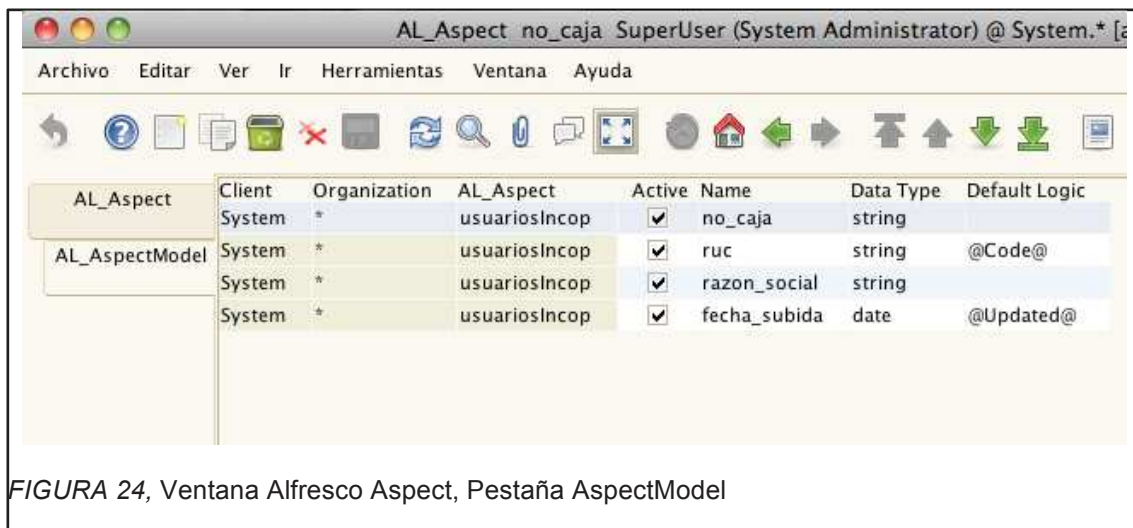 AL_Aspect no_caja SuperUser (System Administrator) @ System.* [
Archivo Editar Ver Ir Herramientas Ventana Ayuda
AL_Aspect
AL_AspectModel
Client Organization AL_Aspect Active Name Data Type Default Logic
System * usuariosIncop no_caja string
System * usuariosIncop ruc string @Code@
System * usuariosIncop razon_social string
System * usuariosIncop fecha_subida date @Updated@
FIGURA 24, Ventana Alfresco Aspect, Pestaña AspectModel